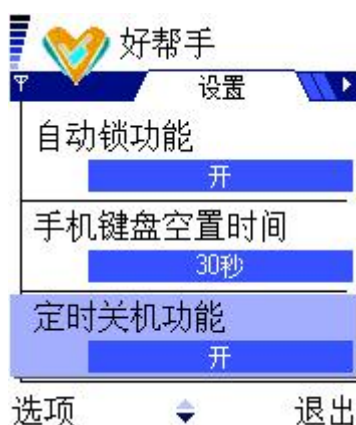 好帮手
设置
自动锁功能
开
手机键盘空置时间
30秒
定时关机功能
开
选项
退出